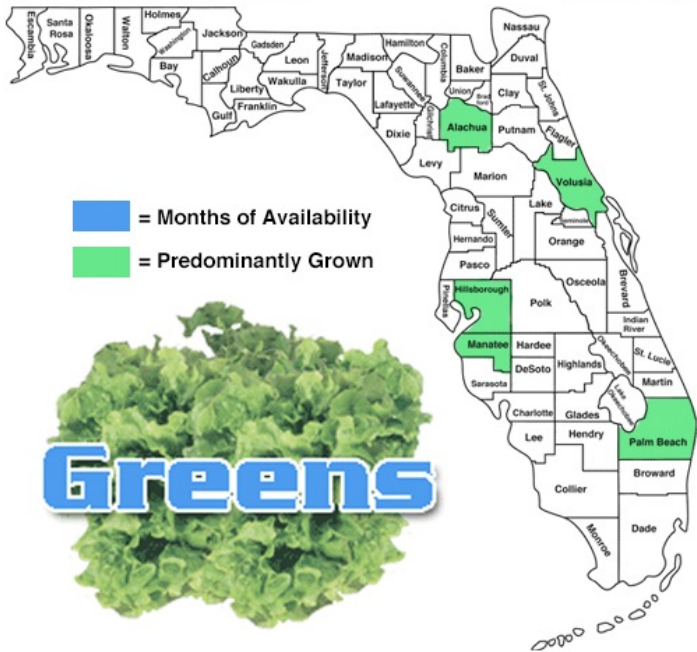 Escambia
Santa
Rosa
Okaloosa
Walton
Holmes
Washington
Jackson
Bay
Calhoun
Gulf
Gadsden
Liberty
Franklin
Leon
Wakulla
Jefferson
Madison
Taylor
Hamilton
Suwannee
Lafayette
Dixie
Columbia
Gilchrist
Baker
Union
Brad
ford
Nassau
Duval
Clay
St. Johns
Alachua
Putnam
Flagler
Levy
Marion
Volusia
Citrus
Sumter
Lake
Seminole
Hernando
Orange
Pasco
Osceola
Brevard
Pinellas
Hillsborough
Polk
Indian
River
Manatee
Hardee
Okeechobee
St. Lucie
Sarasota
DeSoto
Highlands
Martin
Lake
Okeechobee
Charlotte
Glades
Lee
Hendry
Palm Beach
Broward
Collier
Monroe
Dade
= Months of Availability
= Predominantly Grown
Greens